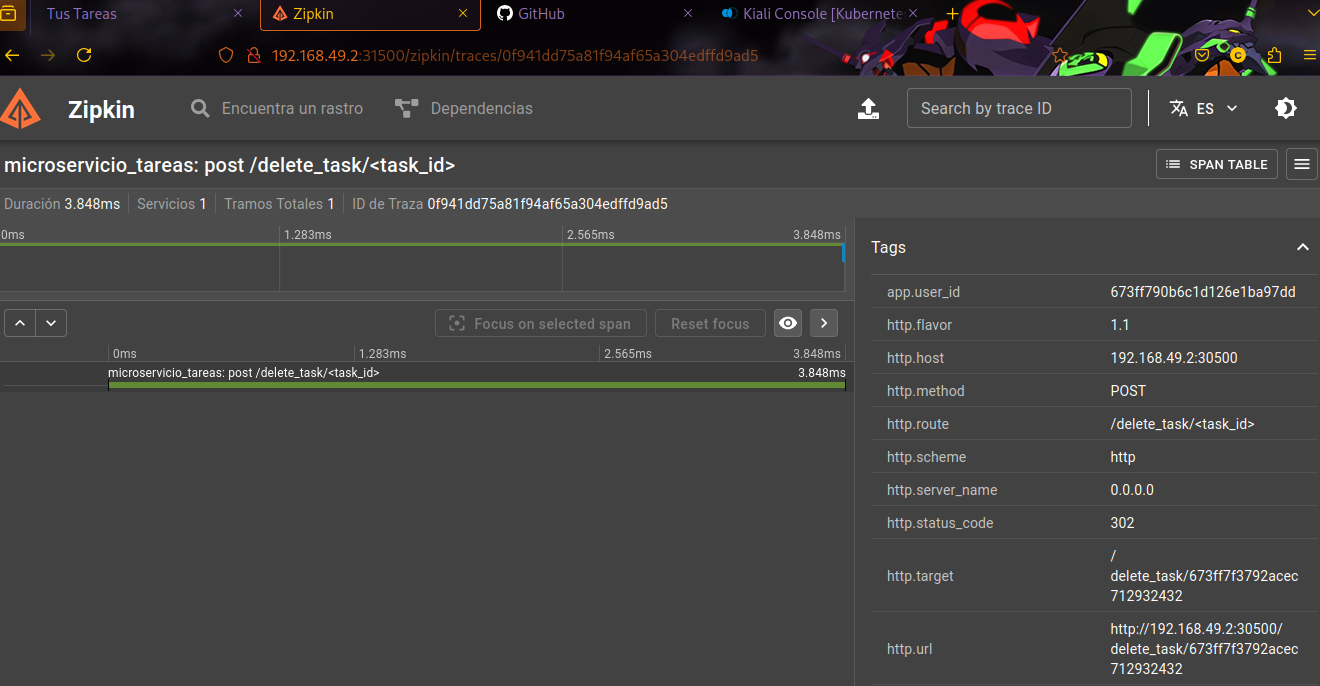 Tus Tareas
Zipkin
GitHub
Kiali Console [Kubernete
192.168.49.2:31500/zipkin/traces/0f941dd75a81f94af65a304edffd9ad5
Zipkin
Encuentra un rastro
Dependencias
Search by trace ID
ES
microservicio_tareas: post /delete_task/<task_id>
SPAN TABLE
Duración 3.848ms
Servicios 1
Tramos Totales 1
ID de Traza 0f941dd75a81f94af65a304edffd9ad5
0ms 1.283ms 2.565ms 3.848ms
Focus on selected span
Reset focus
0ms 1.283ms 2.565ms 3.848ms
microservicio_tareas: post /delete_task/<task_id> 3.848ms
Tags
app.user_id 673ff790b6c1d126e1ba97dd
http.flavor 1.1
http.host 192.168.49.2:30500
http.method POST
http.route /delete_task/<task_id>
http.scheme http
http.server_name 0.0.0.0
http.status_code 302
http.target
/
delete_task/673ff7f3792acec
712932432
http.url
http://192.168.49.2:30500/
delete_task/673ff7f3792acec
712932432